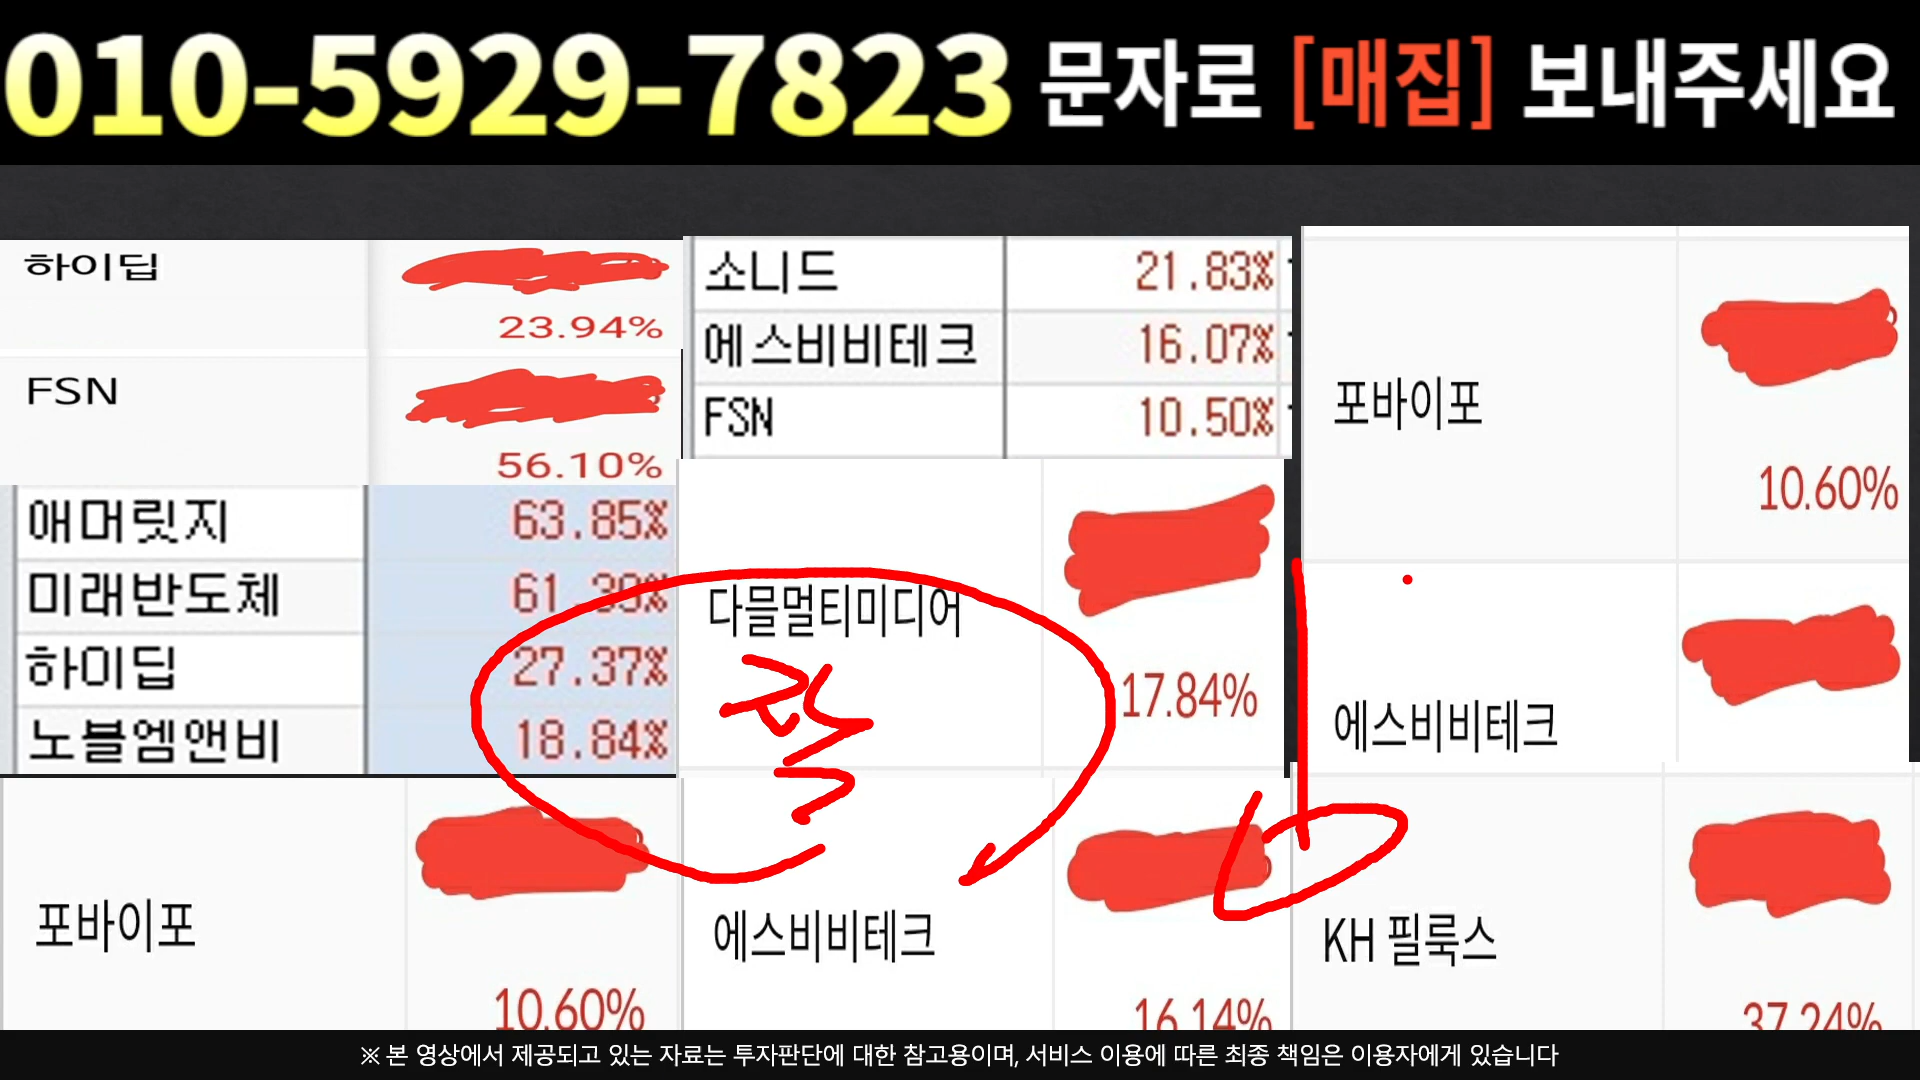 010-5929-7823 문자로 [매집] 보내주세요
하이딥
23.94%
FSN
56.10%
애머릿지 63.85%
미래반도체 61.39%
하이딥 27.37%
노블엠앤비 18.84%
소니드 21.83%
에스비비테크 16.07%
FSN 10.50%
다믈멀티미디어
17.84%
포바이포
10.60%
에스비비테크
포바이포
10.60%
에스비비테크
16.14%
KH 필룩스
37.24%
※ 본 영상에서 제공되고 있는 자료는 투자판단에 대한 참고용이며, 서비스 이용에 따른 최종 책임은 이용자에게 있습니다